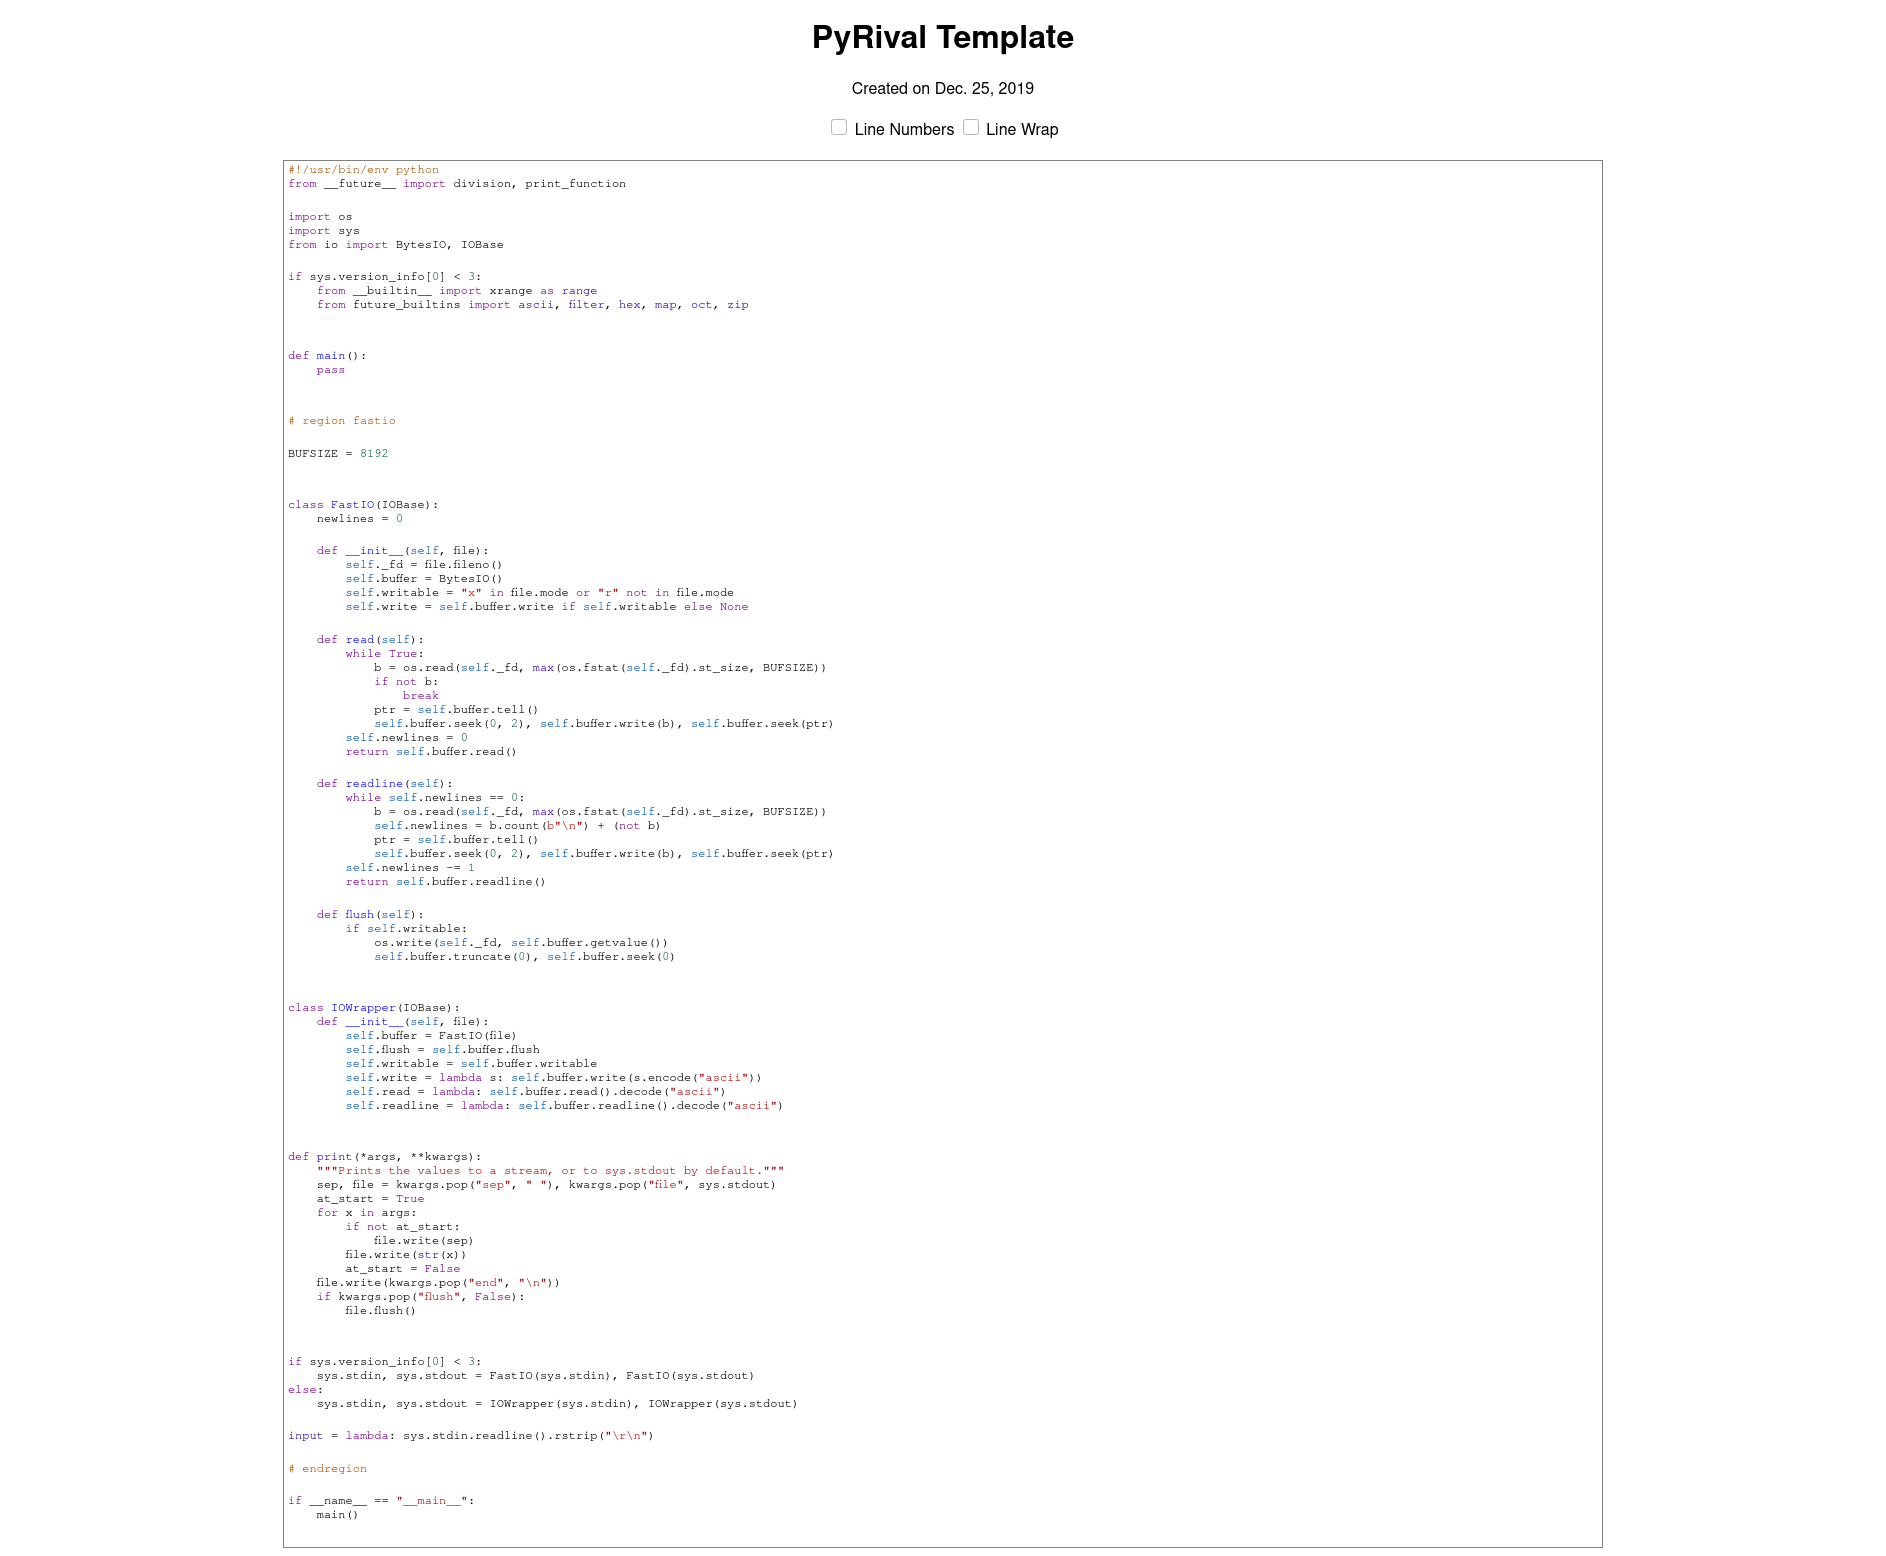 PyRival Template
Created on Dec. 25, 2019
Line Numbers Line Wrap
#!/usr/bin/env python
from __future__ import division, print_function
import os
import sys
from io import BytesIO, IOBase
if sys.version_info[0] < 3:
    from __builtin__ import xrange as range
    from future_builtins import ascii, filter, hex, map, oct, zip
def main():
    pass
# region fastio
BUFSIZE = 8192
class FastIO(IOBase):
    newlines = 0
    def __init__(self, file):
        self._fd = file.fileno()
        self.buffer = BytesIO()
        self.writable = "x" in file.mode or "r" not in file.mode
        self.write = self.buffer.write if self.writable else None
    def read(self):
        while True:
            b = os.read(self._fd, max(os.fstat(self._fd).st_size, BUFSIZE))
            if not b:
                break
            ptr = self.buffer.tell()
            self.buffer.seek(0, 2), self.buffer.write(b), self.buffer.seek(ptr)
        self.newlines = 0
        return self.buffer.read()
    def readline(self):
        while self.newlines == 0:
            b = os.read(self._fd, max(os.fstat(self._fd).st_size, BUFSIZE))
            self.newlines = b.count(b"\n") + (not b)
            ptr = self.buffer.tell()
            self.buffer.seek(0, 2), self.buffer.write(b), self.buffer.seek(ptr)
        self.newlines -= 1
        return self.buffer.readline()
    def flush(self):
        if self.writable:
            os.write(self._fd, self.buffer.getvalue())
            self.buffer.truncate(0), self.buffer.seek(0)
class IOWrapper(IOBase):
    def __init__(self, file):
        self.buffer = FastIO(file)
        self.flush = self.buffer.flush
        self.writable = self.buffer.writable
        self.write = lambda s: self.buffer.write(s.encode("ascii"))
        self.read = lambda: self.buffer.read().decode("ascii")
        self.readline = lambda: self.buffer.readline().decode("ascii")
def print(*args, **kwargs):
    """Prints the values to a stream, or to sys.stdout by default."""
    sep, file = kwargs.pop("sep", " "), kwargs.pop("file", sys.stdout)
    at_start = True
    for x in args:
        if not at_start:
            file.write(sep)
        file.write(str(x))
        at_start = False
    file.write(kwargs.pop("end", "\n"))
    if kwargs.pop("flush", False):
        file.flush()
if sys.version_info[0] < 3:
    sys.stdin, sys.stdout = FastIO(sys.stdin), FastIO(sys.stdout)
else:
    sys.stdin, sys.stdout = IOWrapper(sys.stdin), IOWrapper(sys.stdout)
input = lambda: sys.stdin.readline().rstrip("\r\n")
# endregion
if __name__ == "__main__":
    main()